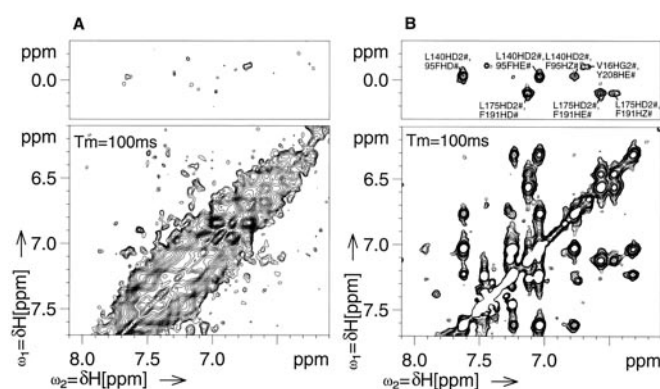 A
B
ppm
0.0
ppm
0.0
L140HD2#, L140HD2#, L140HD2#,
95FHD# 95FHE# F95HZ# V16HG2#,
Y208HE#
L175HD2#, L175HD2#, L175HD2#,
F191HD# F191HE# F191HZ#
ppm
Tm=100ms
6.5
7.0
7.5
ω1=δH[ppm]
8.0 7.5 7.0 ppm
ω2=δH[ppm]
ppm
Tm=100ms
6.5
7.0
7.5
ω1=δH[ppm]
8.0 7.5 7.0 ppm
ω2=δH[ppm]